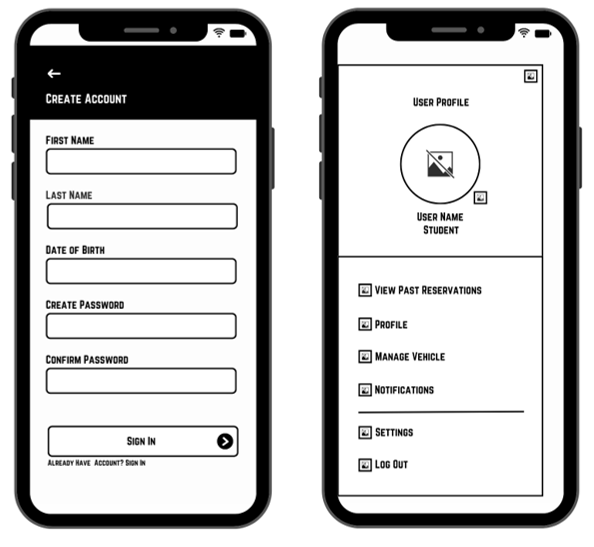 Create Account
First Name
Last Name
Date of Birth
Create Password
Confirm Password
Sign In
Already Have Account? Sign In
User Profile
User Name
Student
View Past Reservations
Profile
Manage Vehicle
Notifications
Settings
Log Out